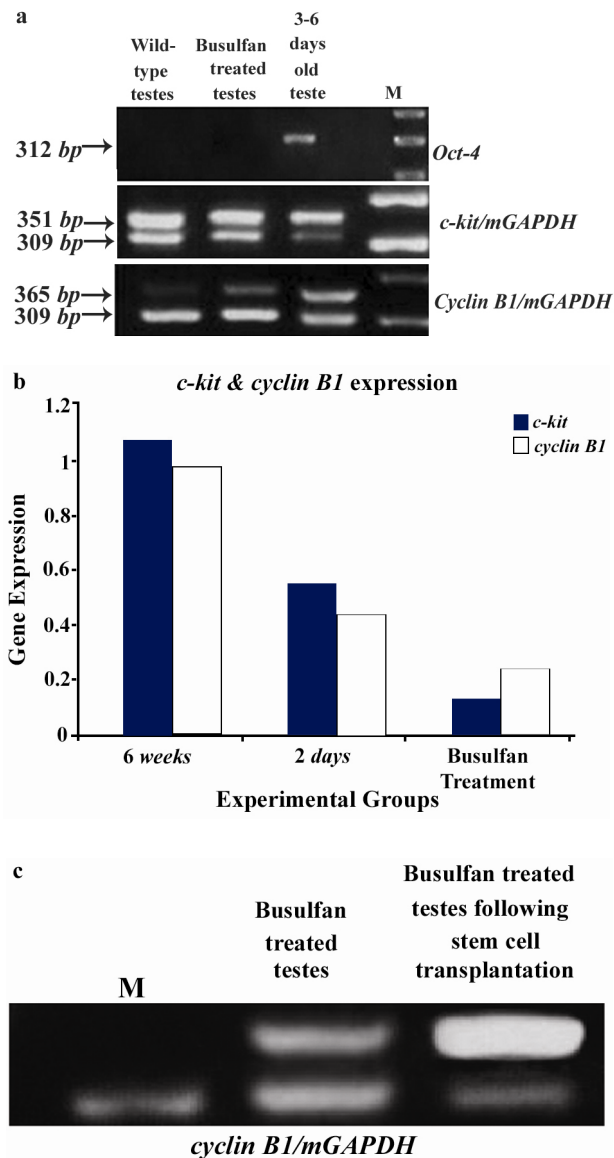 a
Wild-
type
testes
Busulfan
treated
testes
3-6
days
old
teste
M
312 bp
Oct-4
351 bp
309 bp
c-kit/mGAPDH
365 bp
309 bp
Cyclin B1/mGAPDH
b
c-kit & cyclin B1 expression
c-kit
cyclin B1
Gene Expression
1.2
1
0.8
0.6
0.4
0.2
0
6 weeks
2 days
Busulfan
Treatment
Experimental Groups
c
M
Busulfan
treated
testes
Busulfan treated
testes following
stem cell
transplantation
cyclin B1/mGAPDH